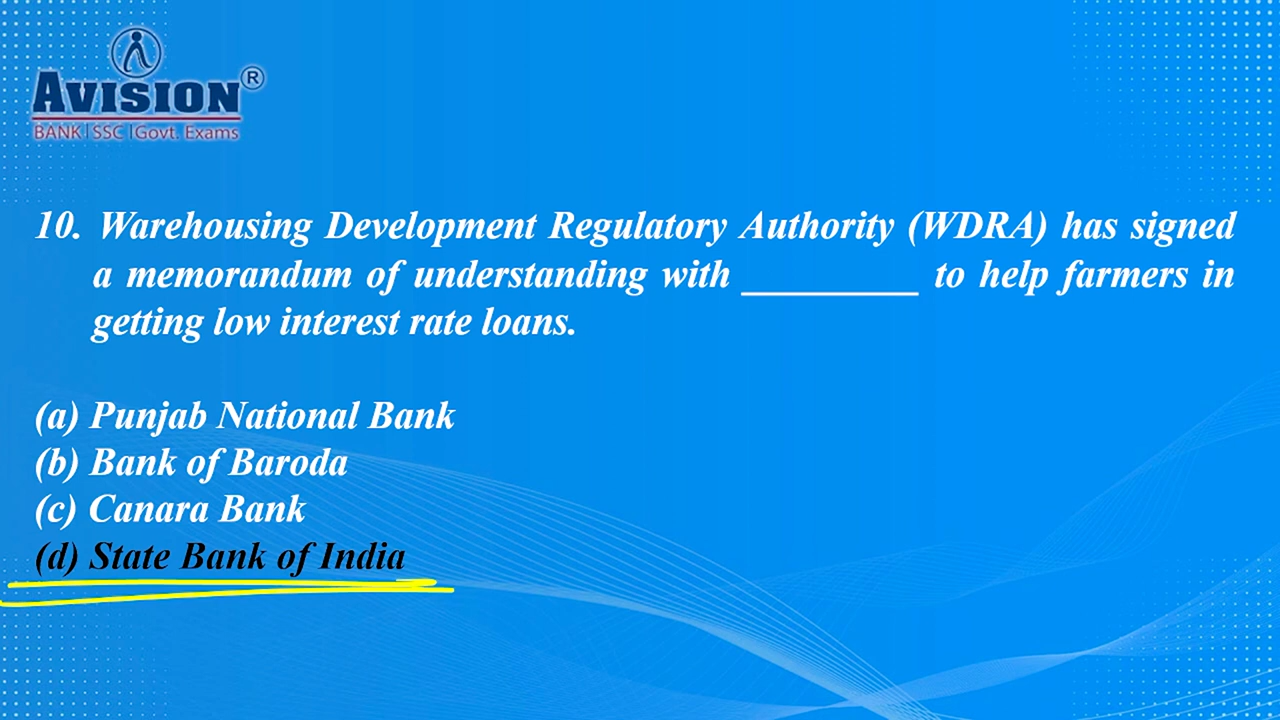 AVISION®
BANK|SSC|Govt. Exams
10. Warehousing Development Regulatory Authority (WDRA) has signed
a memorandum of understanding with _________ to help farmers in
getting low interest rate loans.
(a) Punjab National Bank
(b) Bank of Baroda
(c) Canara Bank
(d) State Bank of India